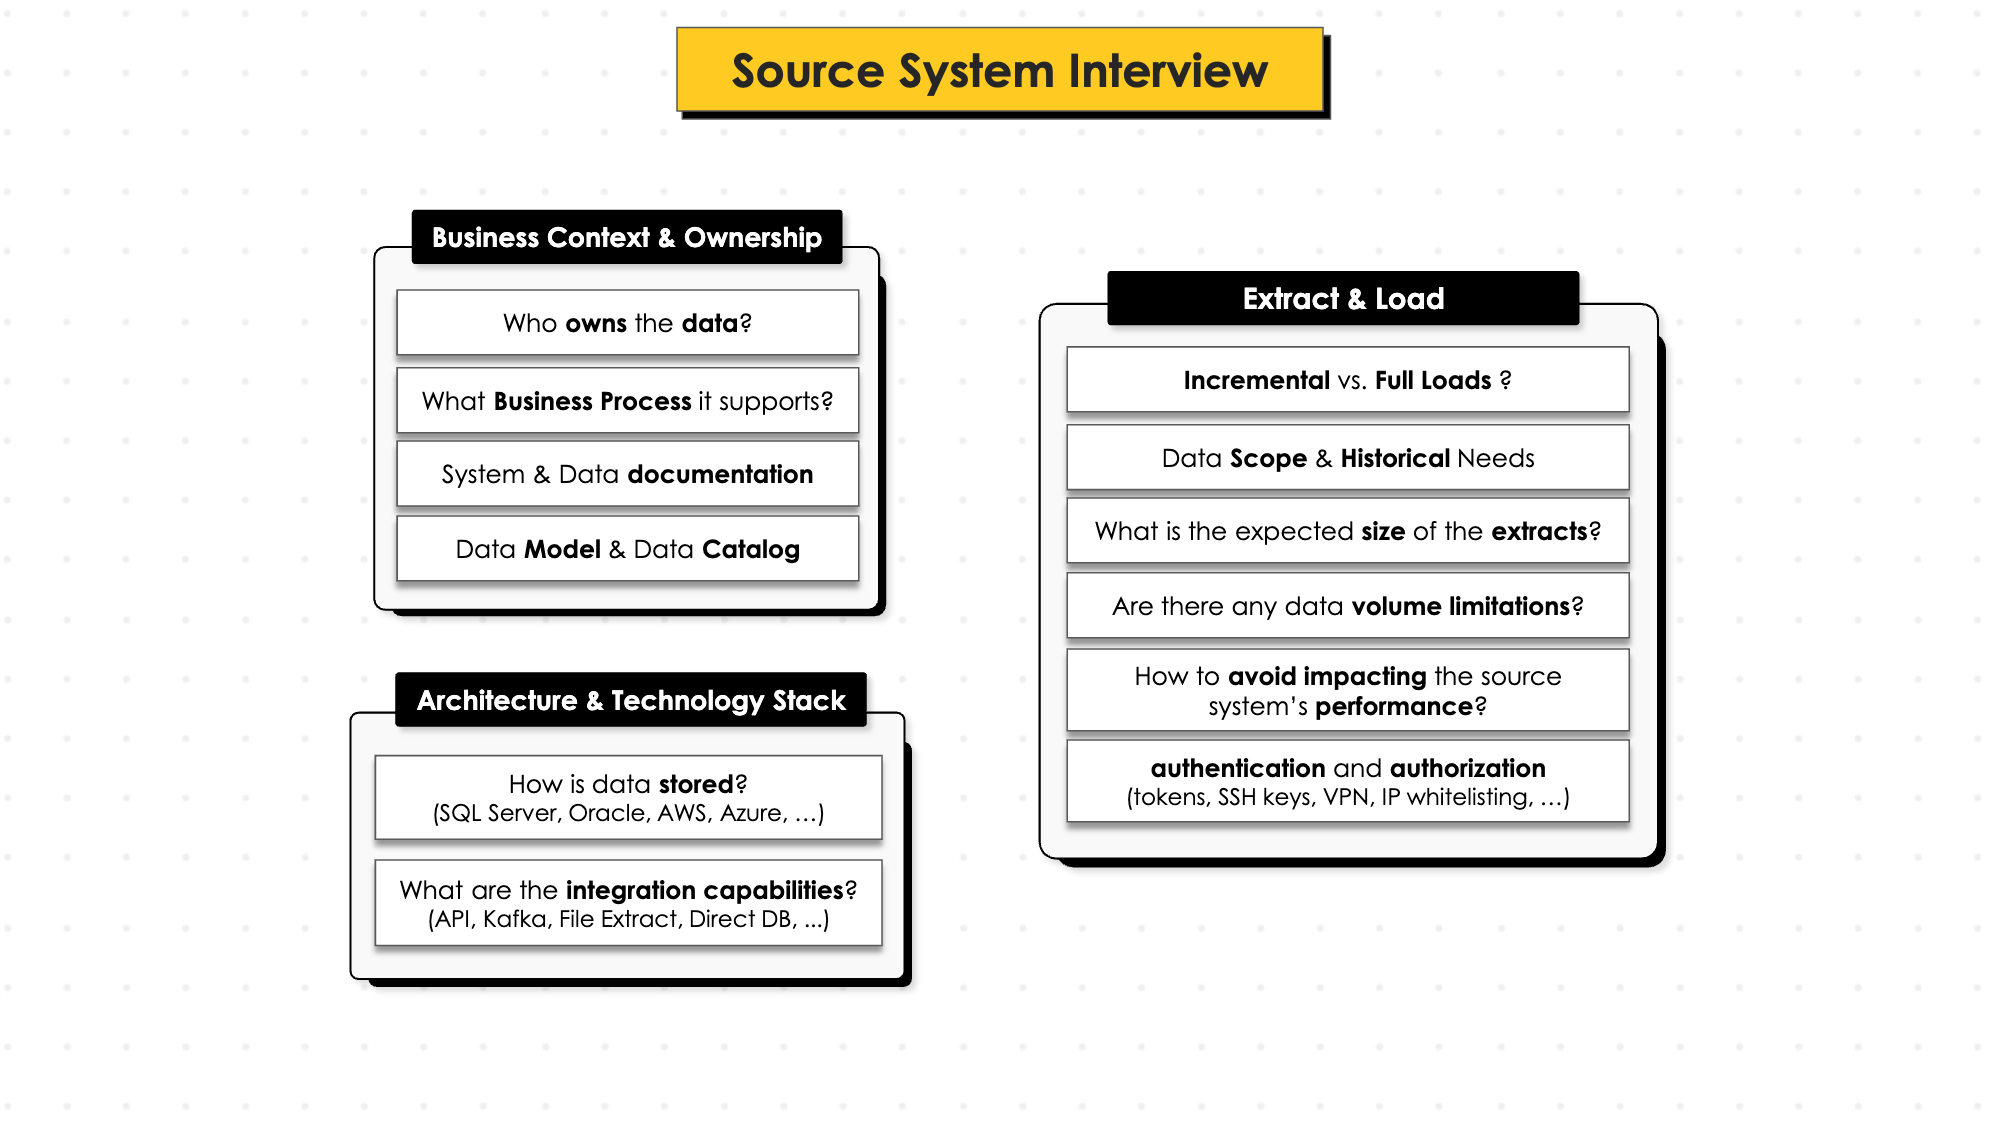 Source System Interview
Business Context & Ownership
Who owns the data?
What Business Process it supports?
System & Data documentation
Data Model & Data Catalog
Architecture & Technology Stack
How is data stored?
(SQL Server, Oracle, AWS, Azure, …)
What are the integration capabilities?
(API, Kafka, File Extract, Direct DB, ...)
Extract & Load
Incremental vs. Full Loads ?
Data Scope & Historical Needs
What is the expected size of the extracts?
Are there any data volume limitations?
How to avoid impacting the source
system’s performance?
authentication and authorization
(tokens, SSH keys, VPN, IP whitelisting, …)